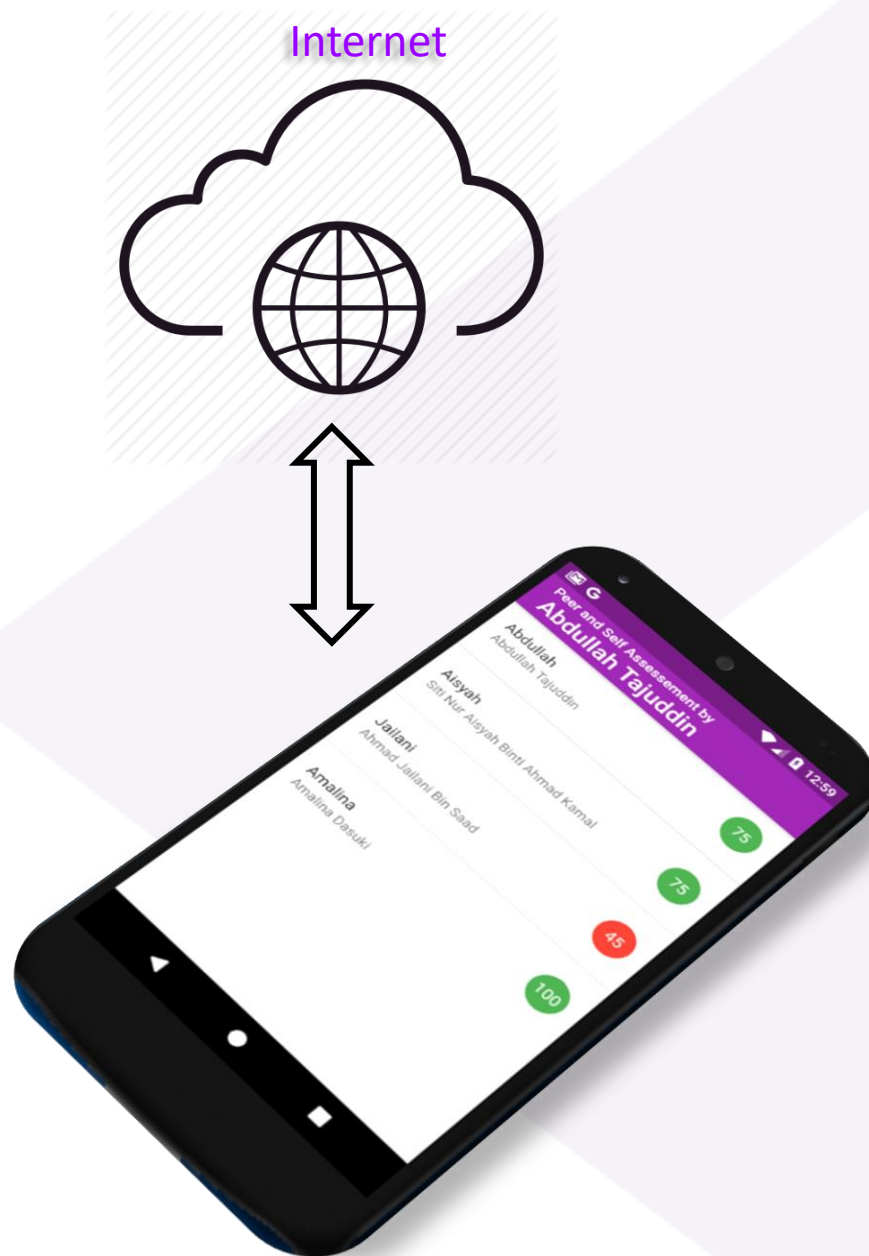 Internet
G
12:59
Peer and Self Assessement by
Abdullah Tajuddin
Abdullah
Abdullah Tajuddin
75
Aisyah
Siti Nur Aisyah Binti Ahmad Kamal
75
Jailani
Ahmad Jailani Bin Saad
45
Amalina
Amalina Dasuki
100